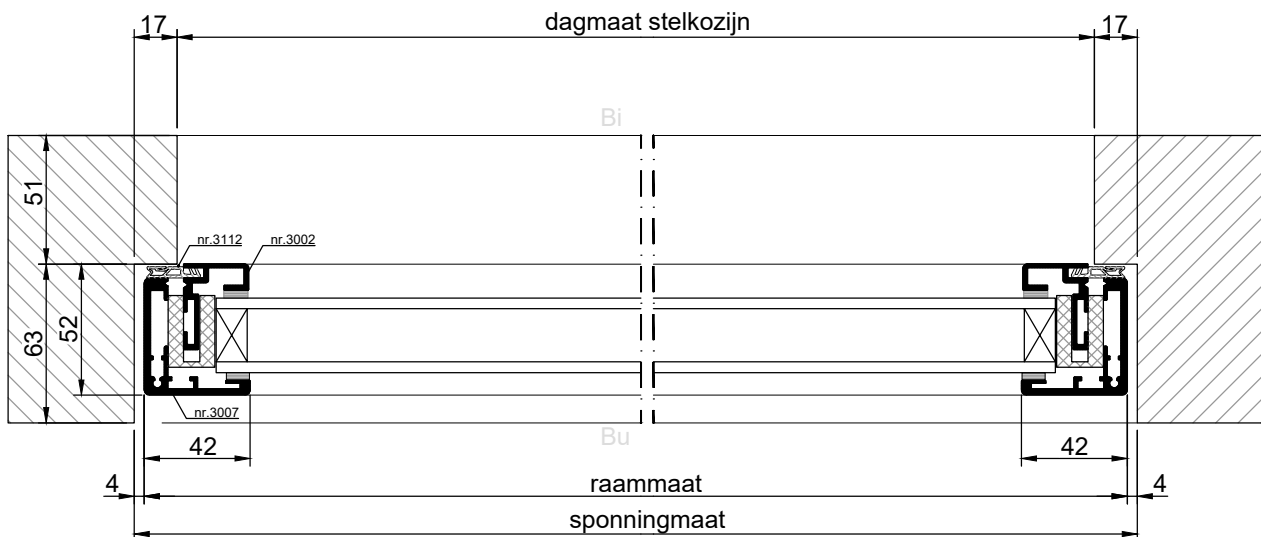 17 dagmaat stelkozijn 17
Bi
51
nr.3112 nr.3002
63 52
nr.3007
Bu
42 42
4 raammaat 4
sponningmaat